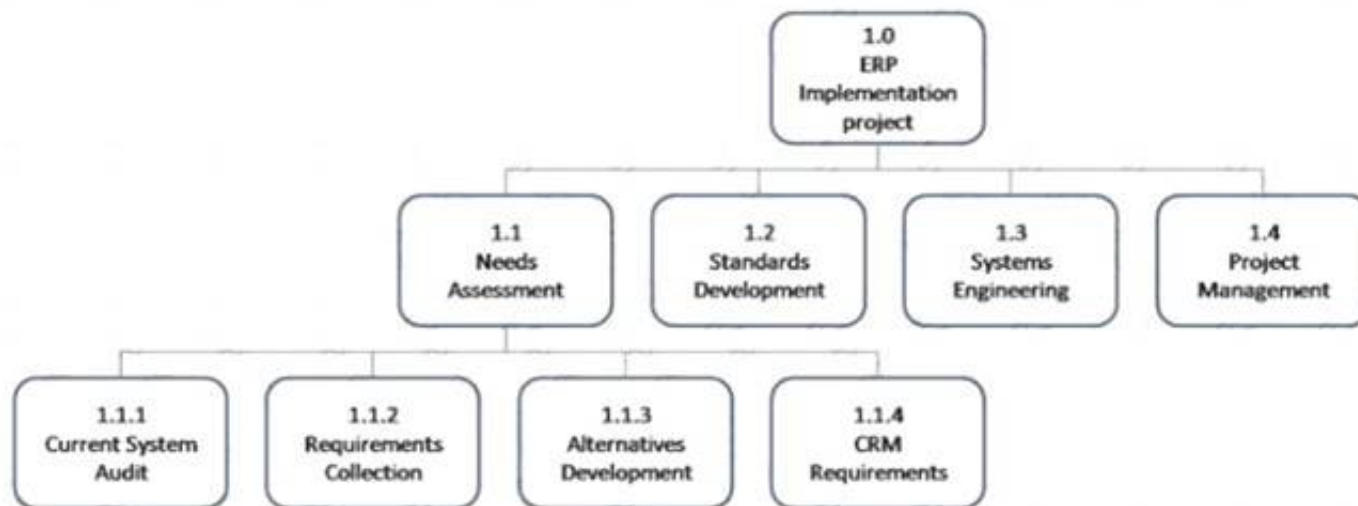 1.0
ERP
Implementation
project
1.1
Needs
Assessment
1.2
Standards
Development
1.3
Systems
Engineering
1.4
Project
Management
1.1.1
Current System
Audit
1.1.2
Requirements
Collection
1.1.3
Alternatives
Development
1.1.4
CRM
Requirements